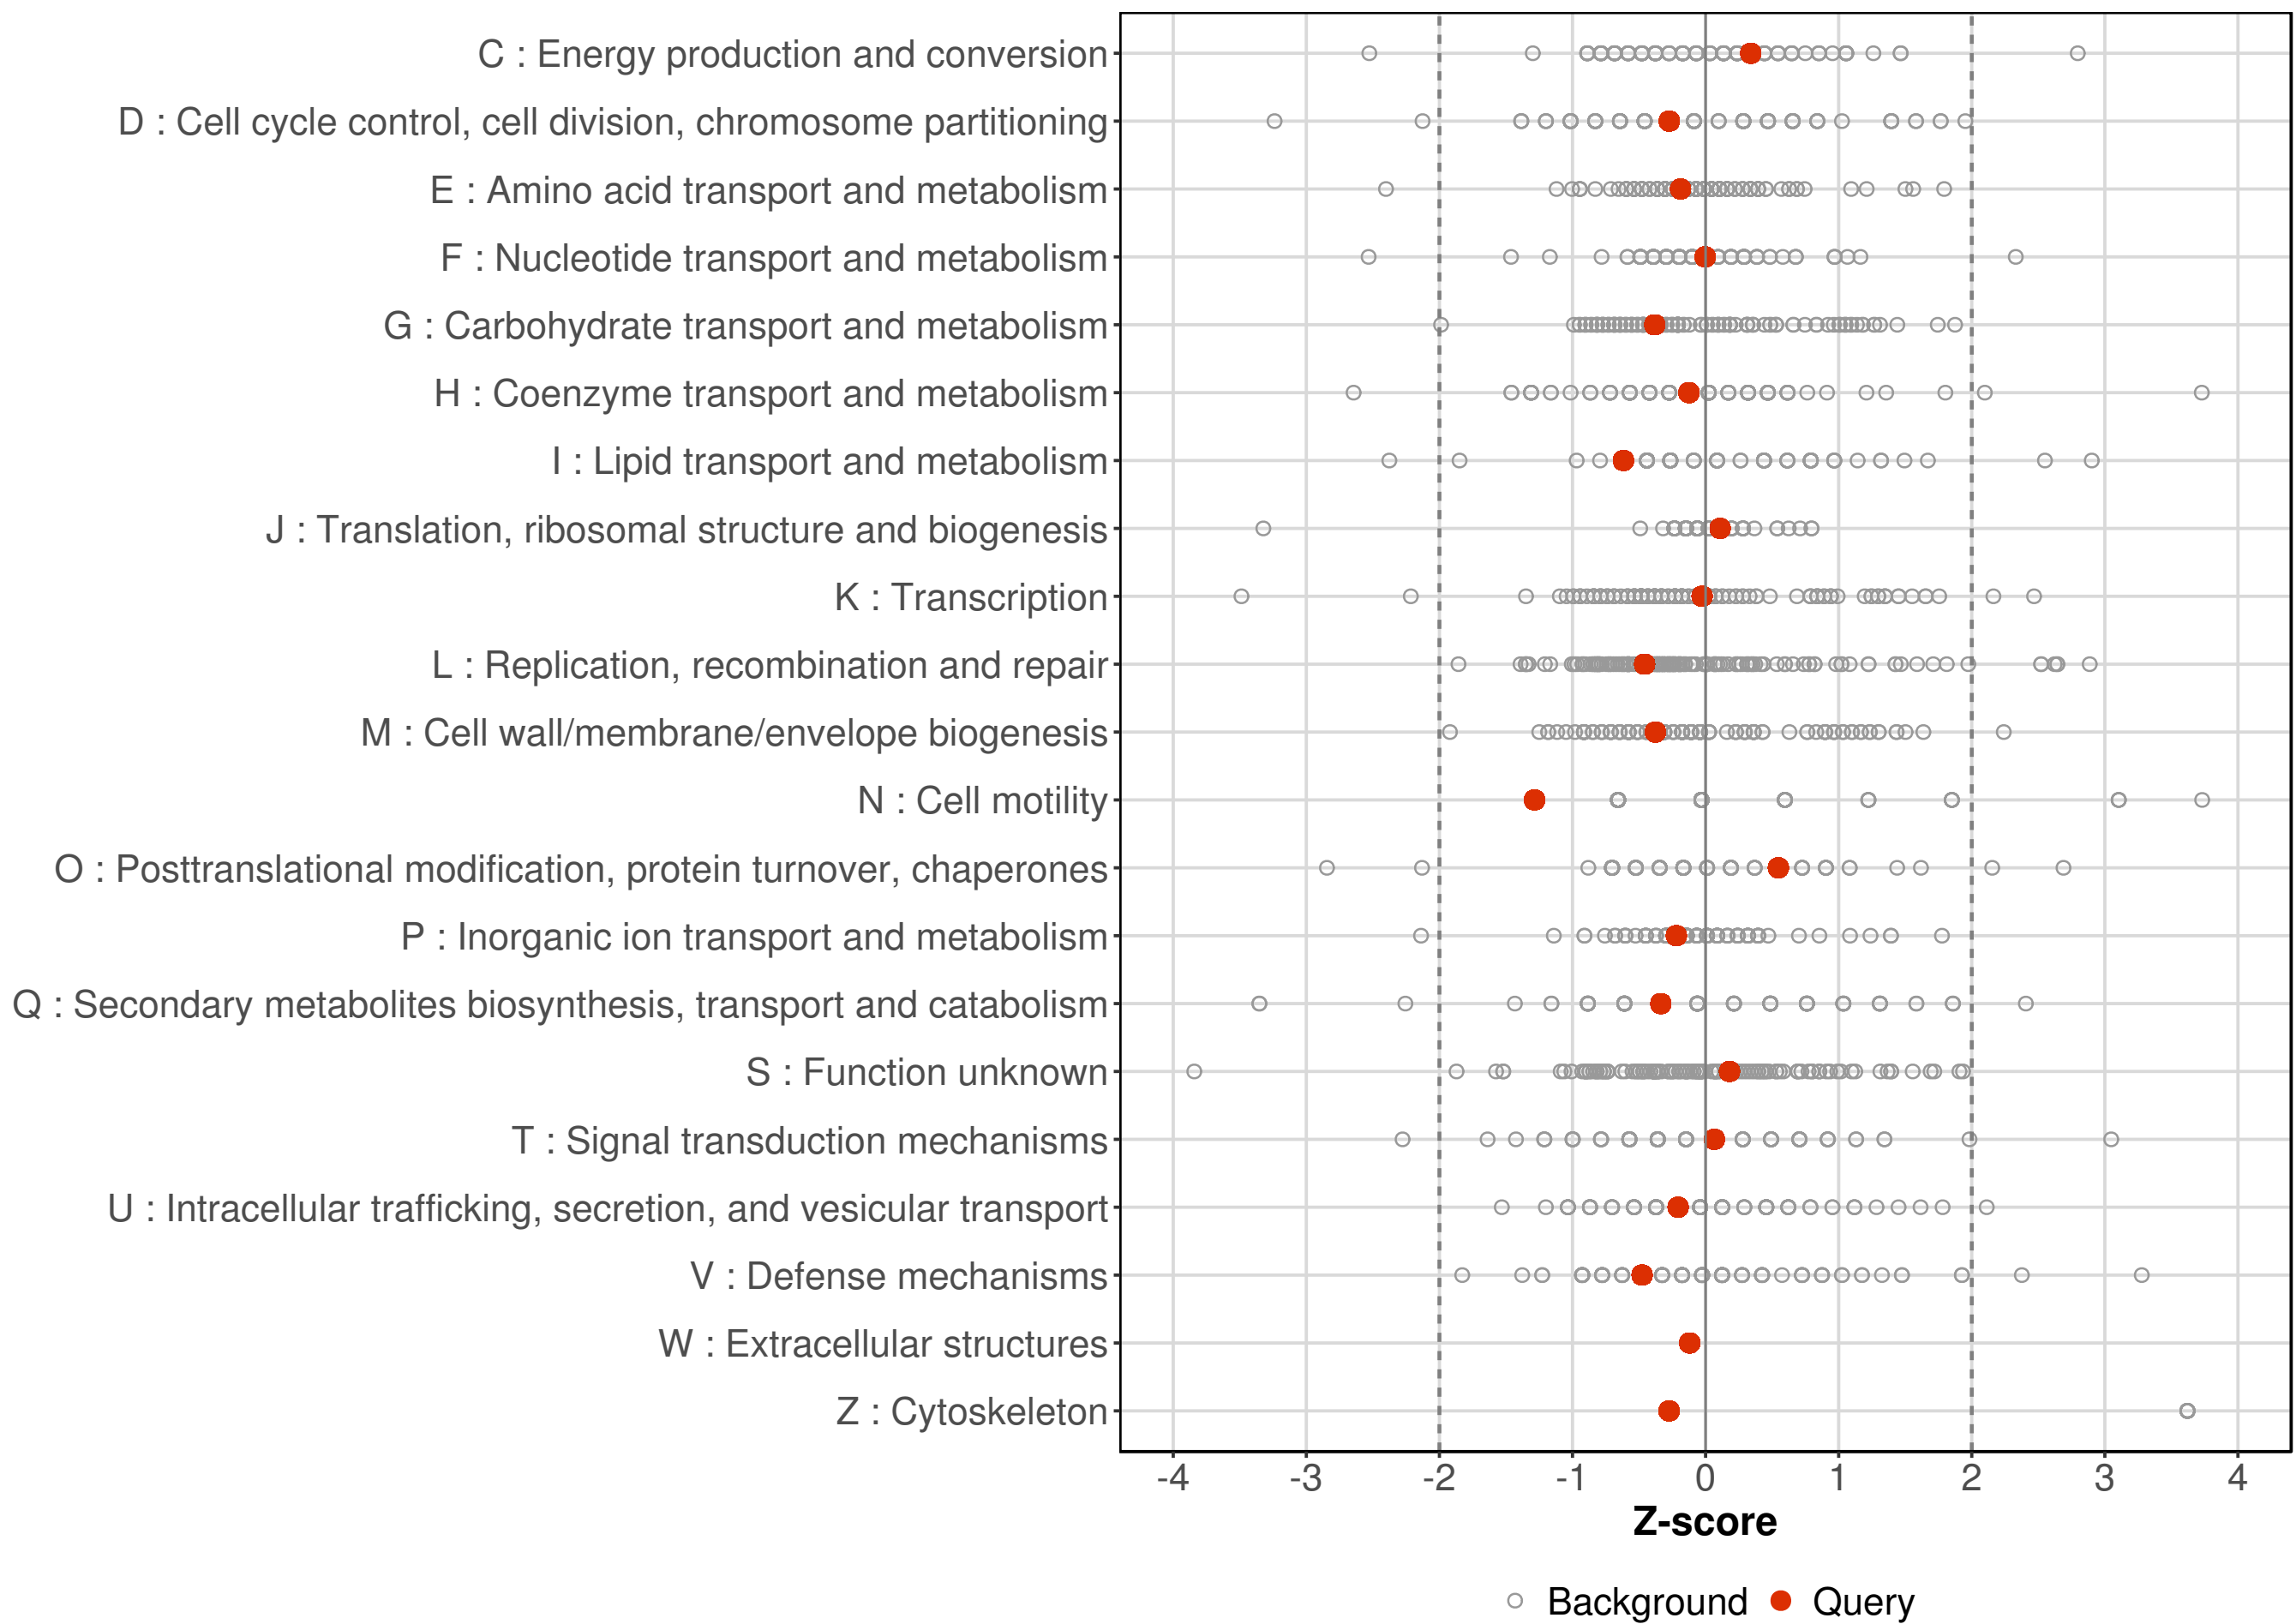 C : Energy production and conversion
D : Cell cycle control, cell division, chromosome partitioning
E : Amino acid transport and metabolism
F : Nucleotide transport and metabolism
G : Carbohydrate transport and metabolism
H : Coenzyme transport and metabolism
I : Lipid transport and metabolism
J : Translation, ribosomal structure and biogenesis
K : Transcription
L : Replication, recombination and repair
M : Cell wall/membrane/envelope biogenesis
N : Cell motility
O : Posttranslational modification, protein turnover, chaperones
P : Inorganic ion transport and metabolism
Q : Secondary metabolites biosynthesis, transport and catabolism
S : Function unknown
T : Signal transduction mechanisms
U : Intracellular trafficking, secretion, and vesicular transport
V : Defense mechanisms
W : Extracellular structures
Z : Cytoskeleton
-4 -3 -2 -1 0 1 2 3 4
Z-score
Background Query